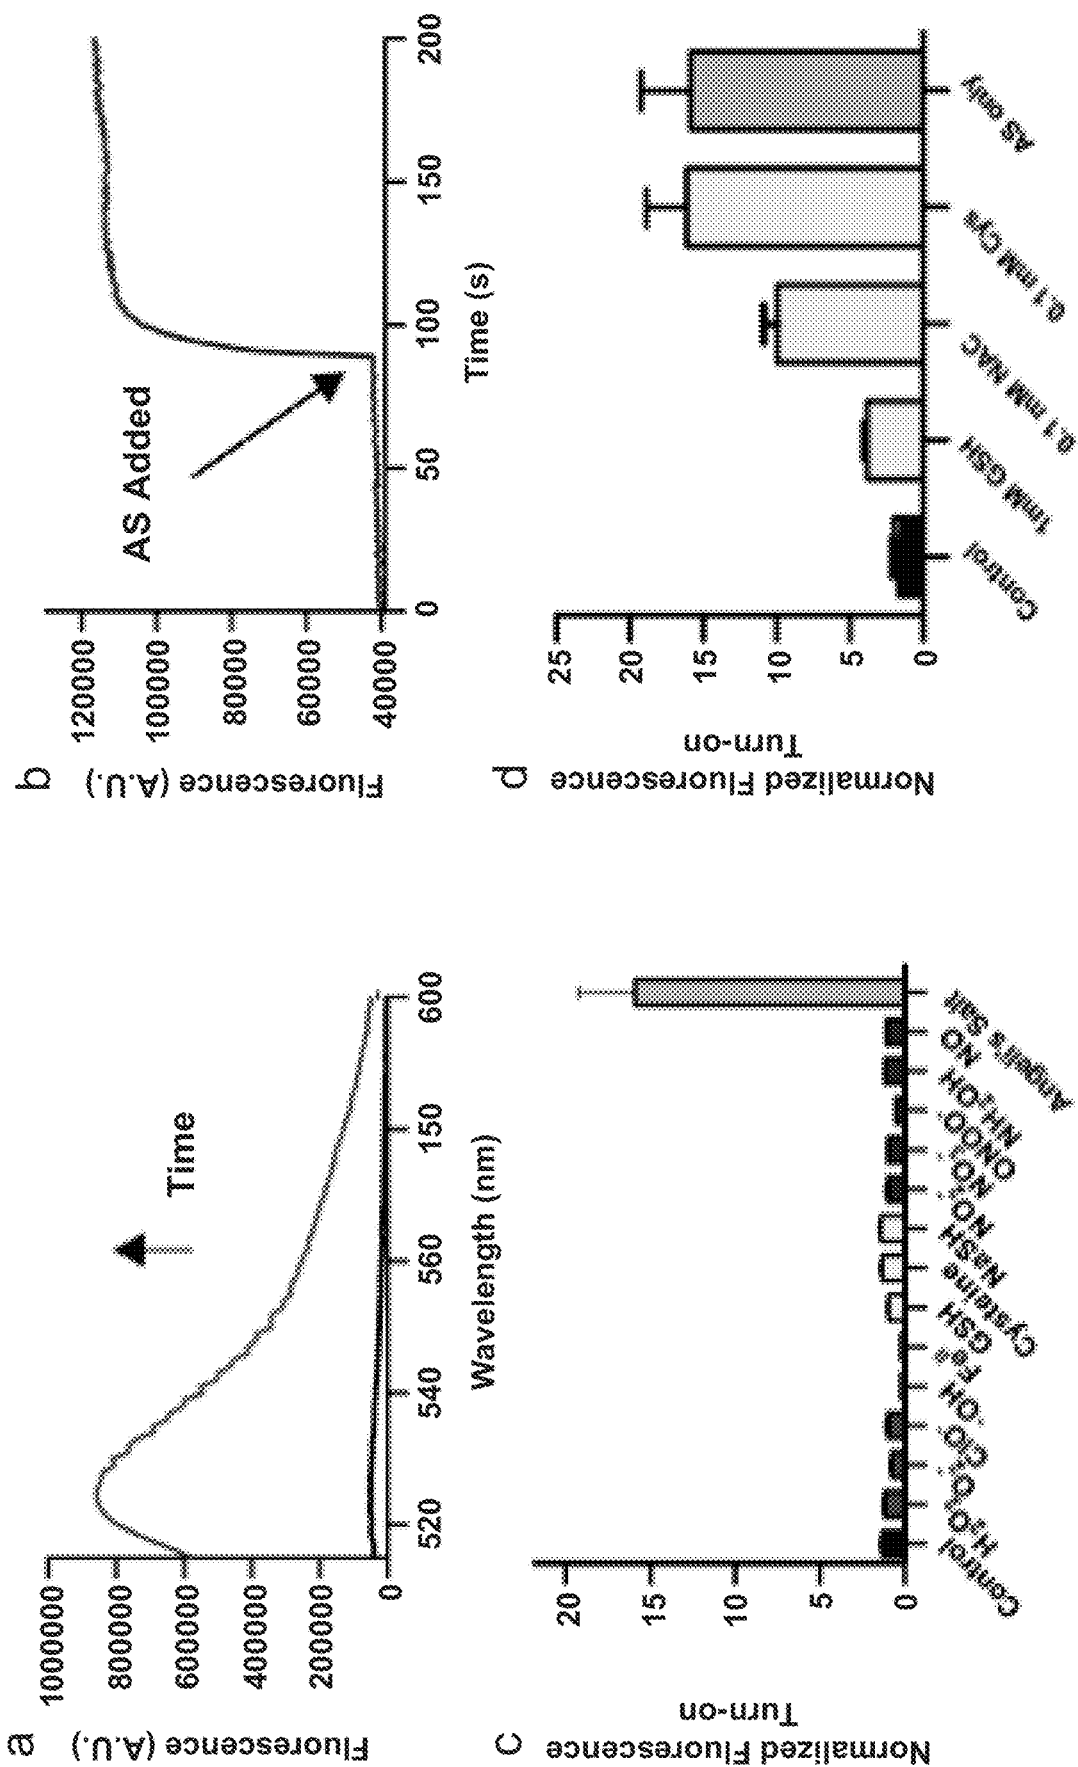 a
Fluorescence (A.U.)
1000000
800000
600000
400000
200000
0
520
540
560
150
600
Wavelength (nm)
Time
b
Fluorescence (A.U.)
120000
100000
80000
60000
40000
0
50
100
150
200
Time (s)
AS Added
c
Normalized Fluorescence
Turn-on
20
15
10
5
0
Control
H₂O₂
O₂⁻
ClO⁻
·OH
Fe
GSH
Cysteine
NaSH
NO₃⁻
NO₂⁻
ONOO⁻
NH₂OH
NO
Angeli's Salt
d
Normalized Fluorescence
Turn-on
25
20
15
10
5
0
Control
1mM GSH
0.1 mM NAC
0.1 mM Cys
AS only